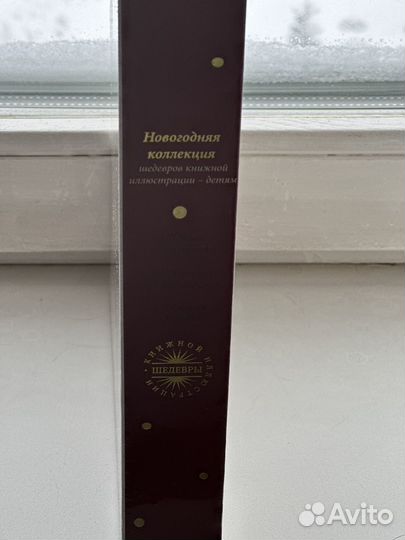 Новогодняя
коллекция
шедевров книжной
иллюстрации – детям
КНИЖНОЙ ИЛЛЮСТРАЦИИ
ШЕДЕВРЫ
Avito